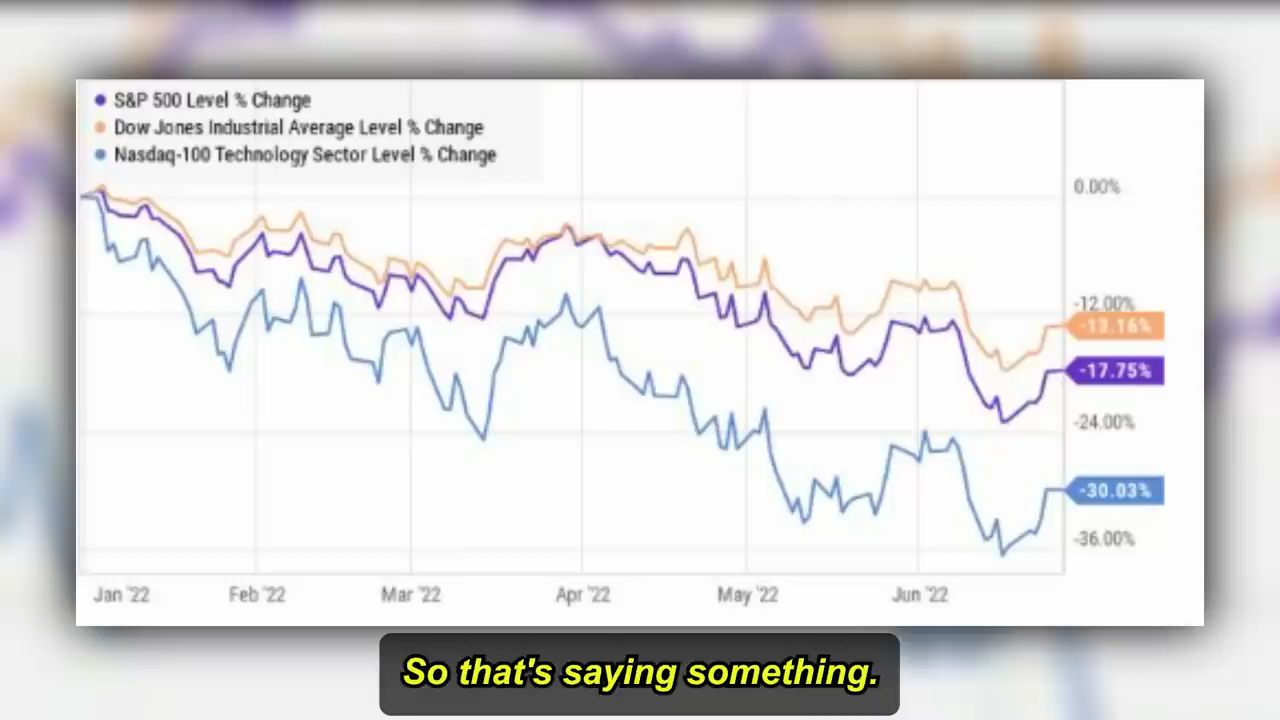 S&P 500 Level % Change
Dow Jones Industrial Average Level % Change
Nasdaq-100 Technology Sector Level % Change
0.00%
-12.00%
-13.16%
-17.75%
-24.00%
-30.03%
-36.00%
Jan '22 Feb '22 Mar '22 Apr '22 May '22 Jun '22
So that's saying something.